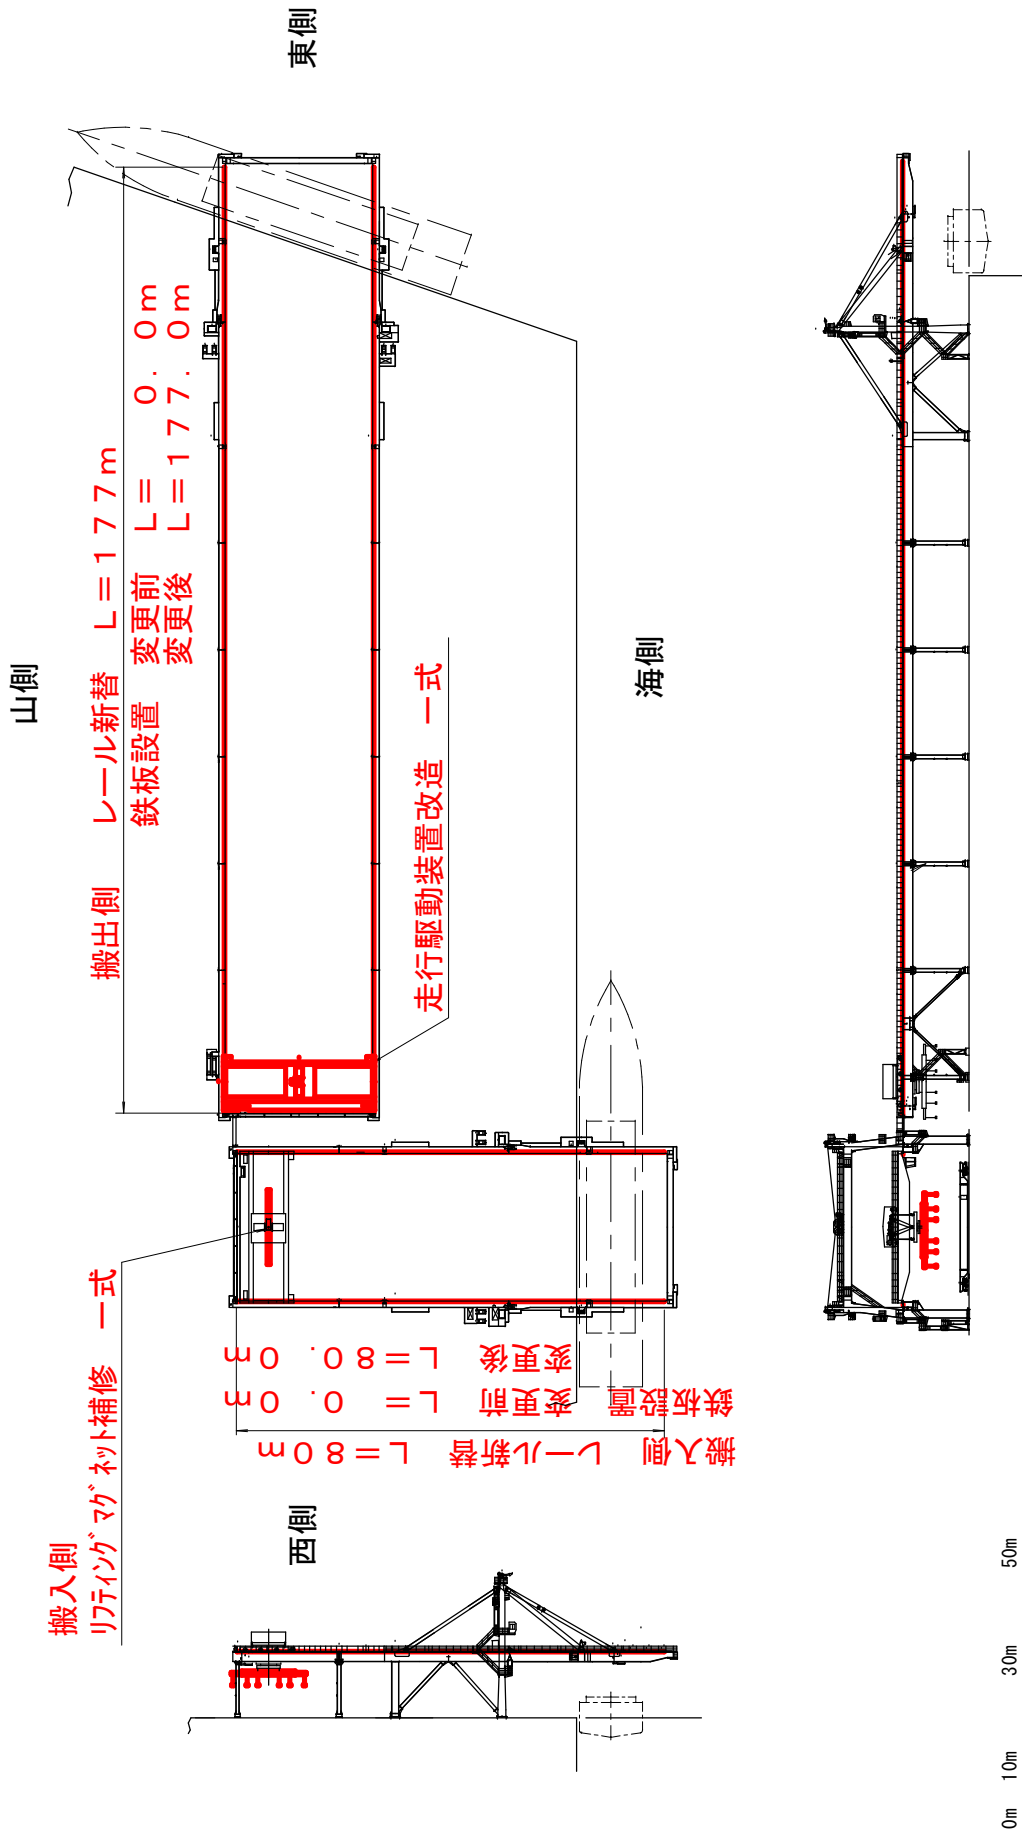 山側
東側
搬出側　レール新替　Ｌ＝１７７ｍ
鉄板設置　変更前　Ｌ＝　　０．０ｍ
変更後　Ｌ＝１７７．０ｍ
走行駆動装置改造　一式
海側
搬入側
リフティングマグネット補修　一式
西側
搬入側　レール新替　Ｌ＝８０ｍ
鉄板設置　変更前　Ｌ＝　０．０ｍ
変更後　Ｌ＝８０．０ｍ
0m　10m　30m　50m